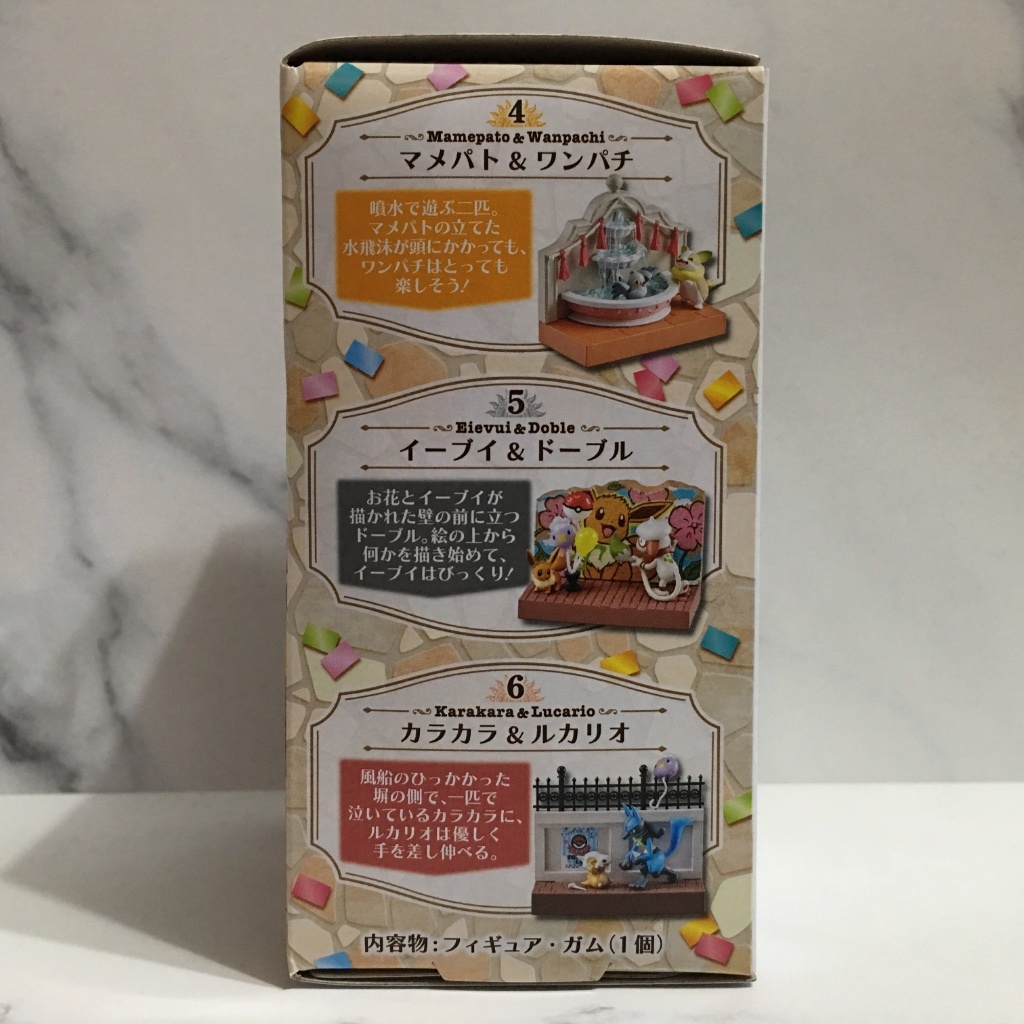 4
Mamepato & Wanpachi
マメパト & ワンパチ
噴水で遊ぶ二匹。
マメパトの立てた
水飛沫が頭にかかっても、
ワンパチはとっても
楽しそう!
5
Eievui & Doble
イーブイ & ドーブル
お花とイーブイが
描かれた壁の前に立つ
ドーブル。絵の上から
何かを描き始めて、
イーブイはびっくり!
6
Karakara & Lucario
カラカラ & ルカリオ
風船のひっかかった
塀の側で、一匹で
泣いているカラカラに、
ルカリオは優しく
手を差し伸べる。
内容物:フィギュア・ガム(1個)